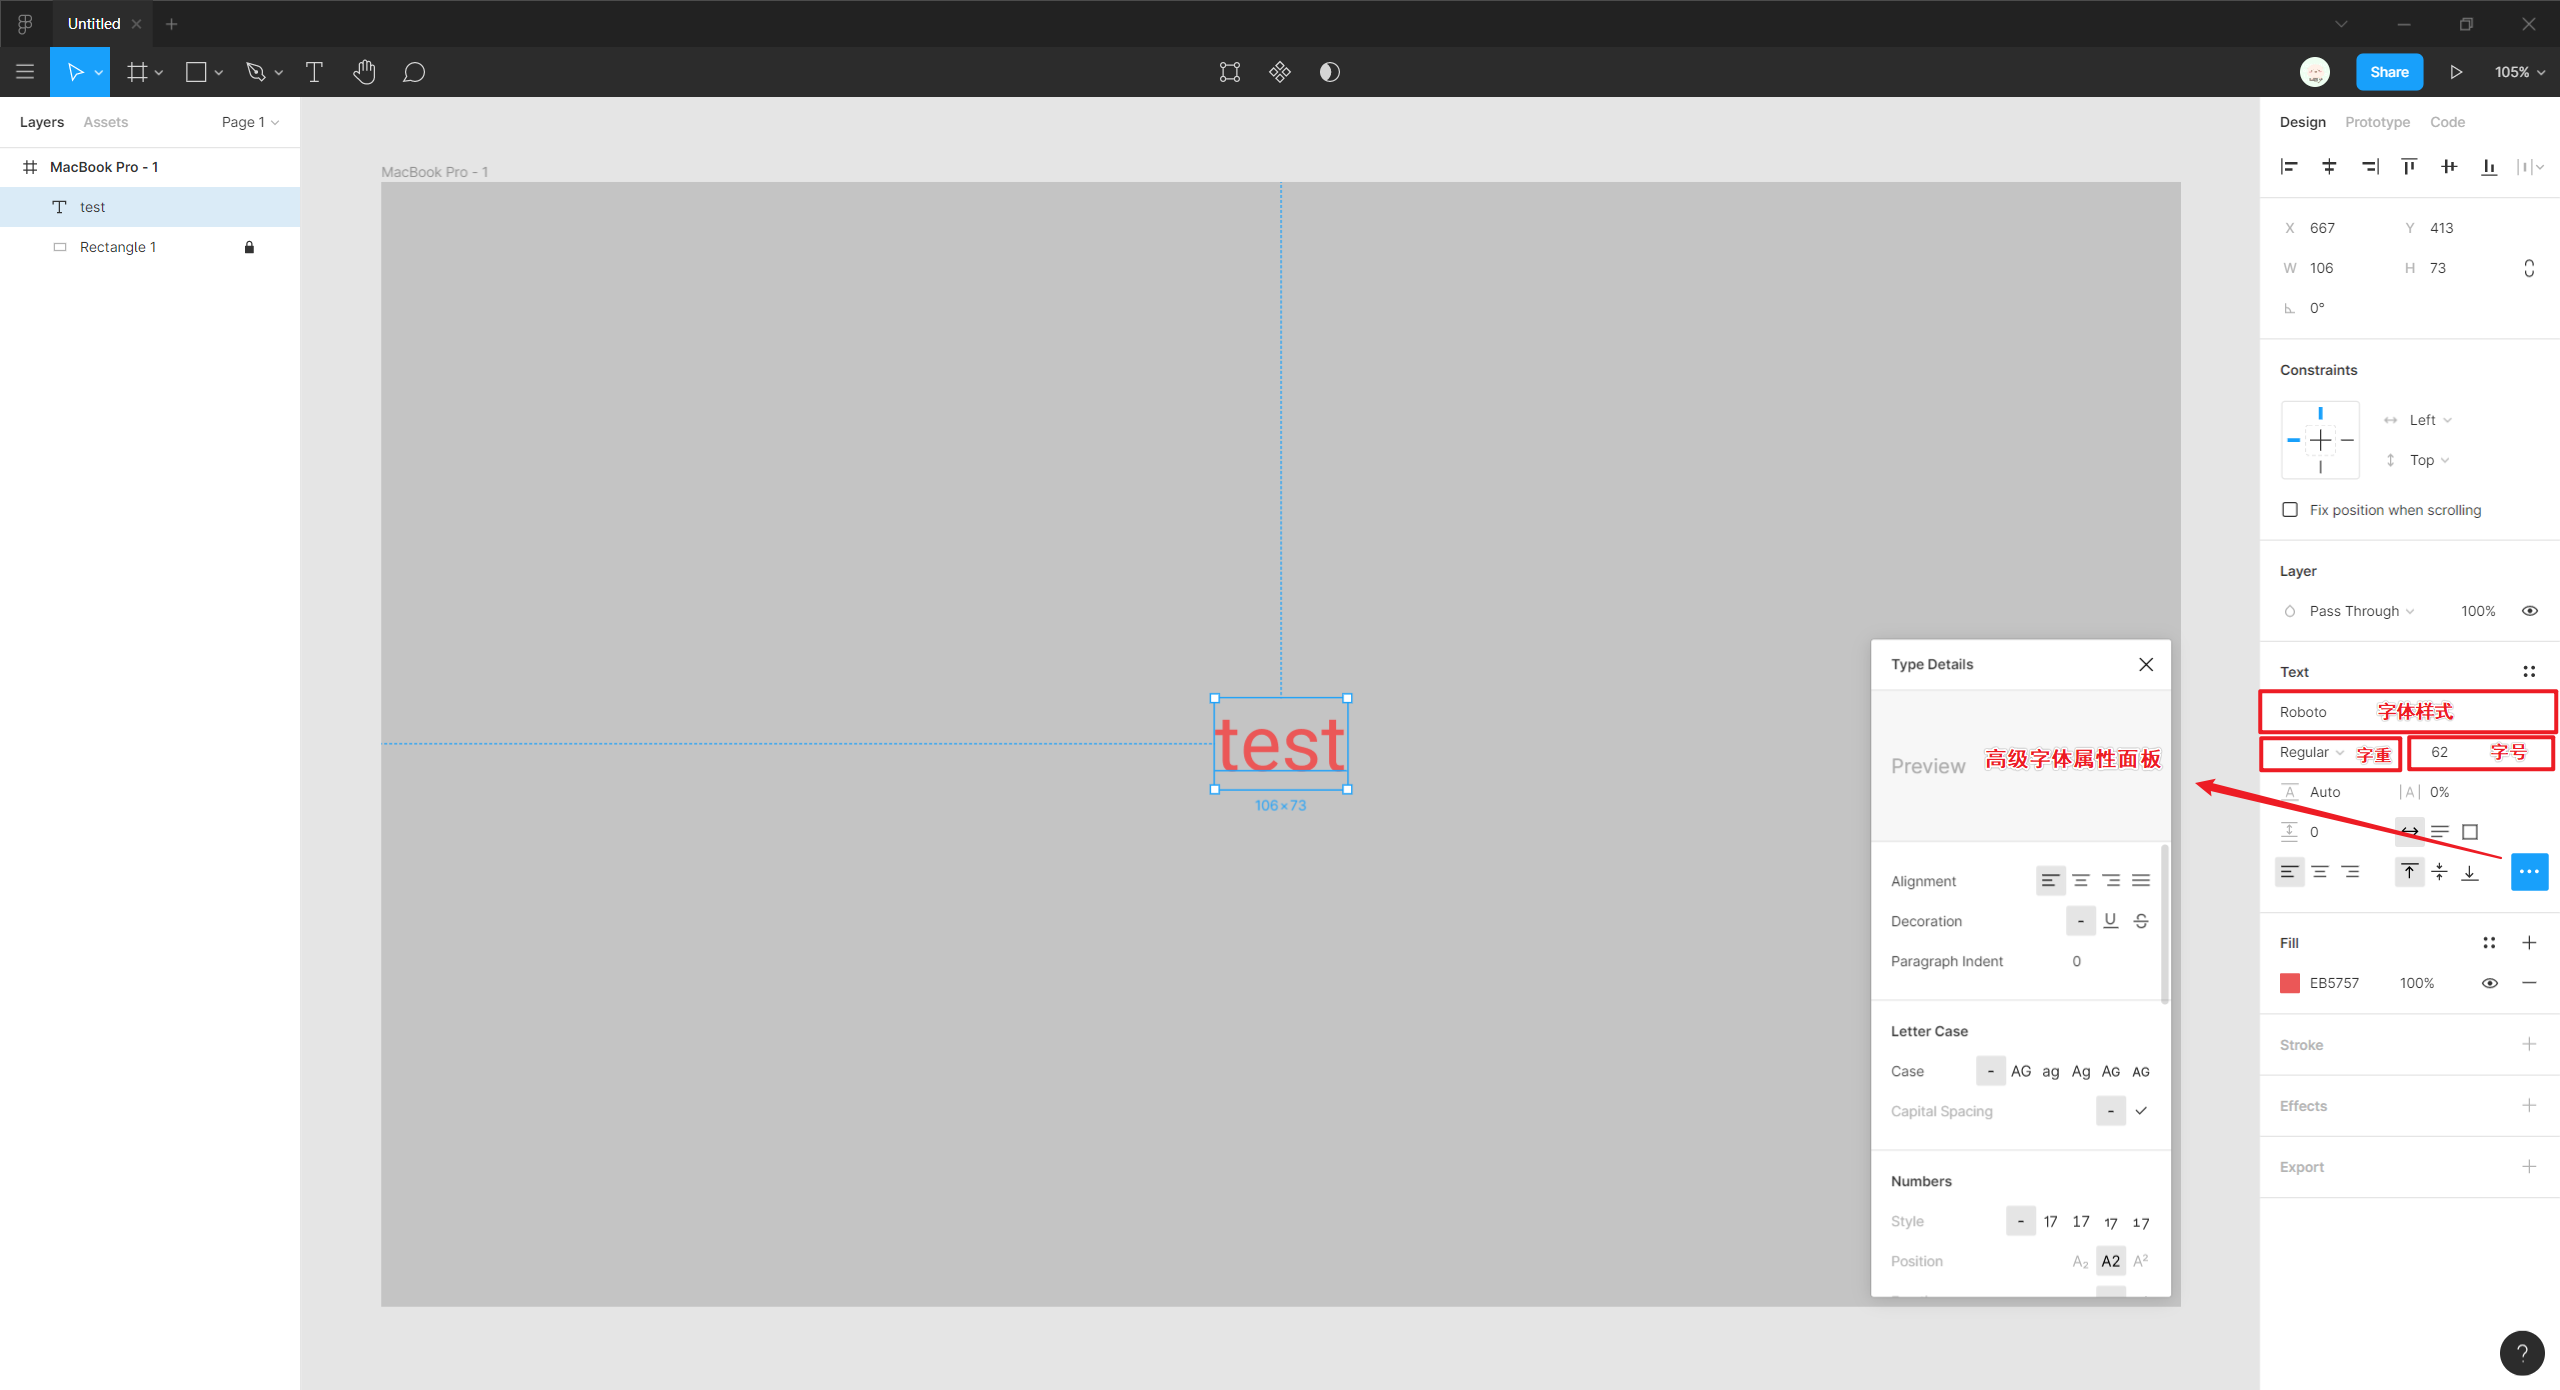 Untitled
Share
105%
Layers
Assets
Page 1
MacBook Pro - 1
test
Rectangle 1
MacBook Pro - 1
test
106 × 73
Type Details
Preview
高级字体属性面板
Alignment
Decoration
- U S
Paragraph Indent
0
Letter Case
Case
- AG ag Ag AG AG
Capital Spacing
-
Numbers
Style
- 17 17 17 17
Position
A₂ A2 A²
Design
Prototype
Code
X 667
Y 413
W 106
H 73
0°
Constraints
Left
Top
Fix position when scrolling
Layer
Pass Through
100%
Text
Roboto
字体样式
Regular
字重
62
字号
A Auto
|A| 0%
0
Fill
EB5757
100%
Stroke
Effects
Export
?